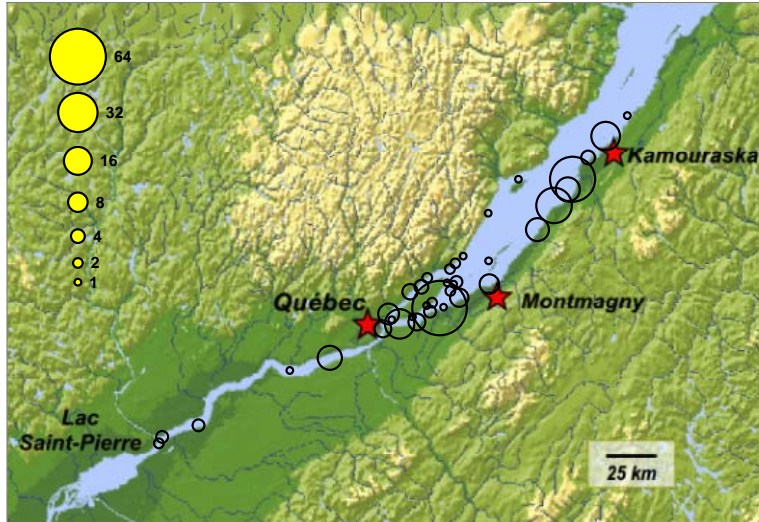 64
32
16
8
4
2
1
Kamouraska
Québec
Montmagny
Lac
Saint-Pierre
25 km